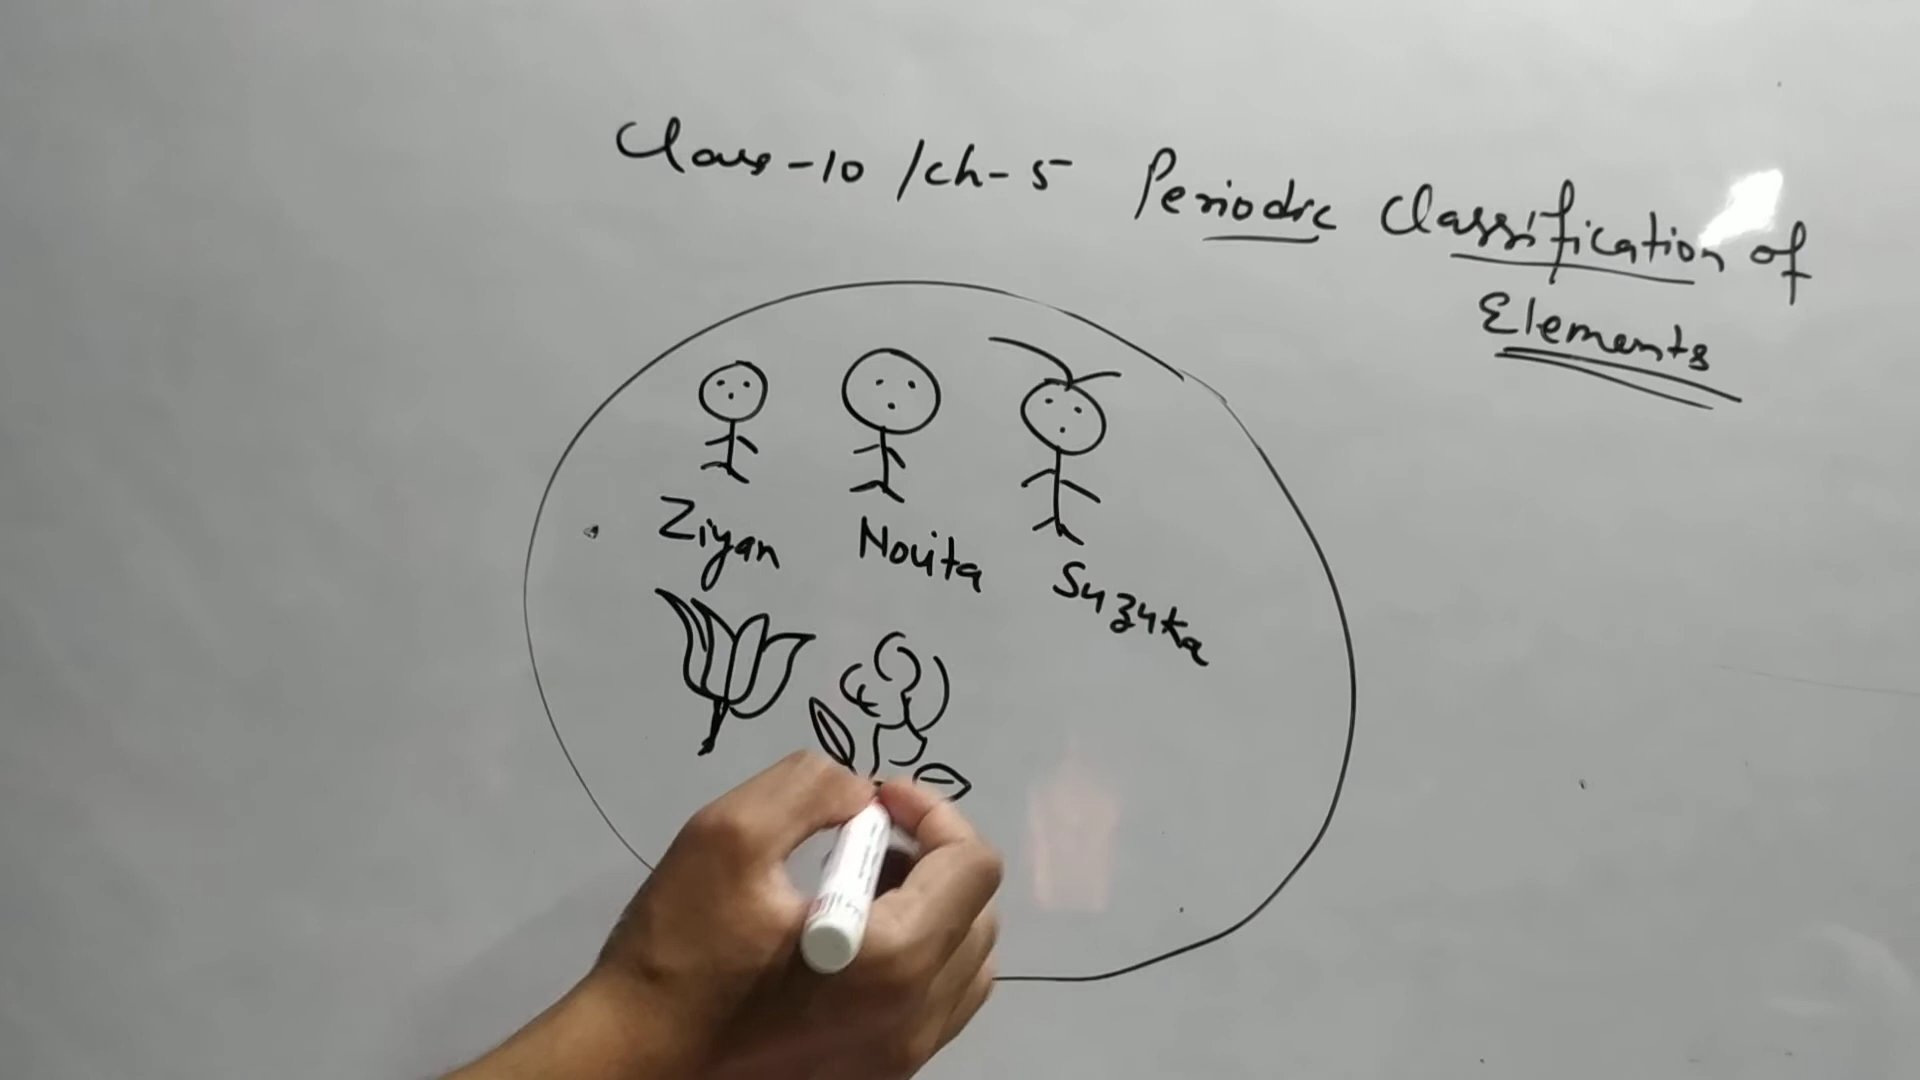 Class-10 /ch-5 Periodic Classification of
Elements
Ziyan Novita Suzuka